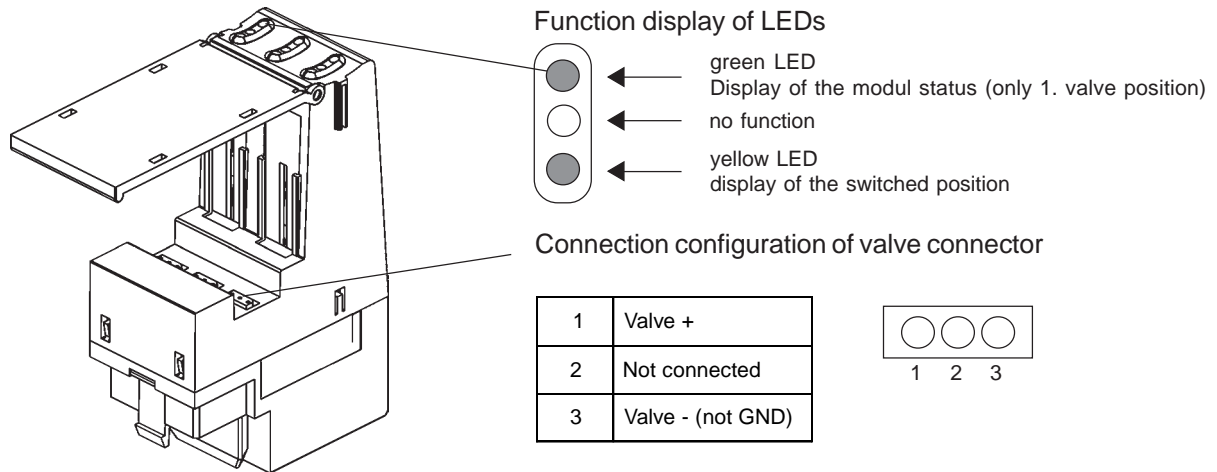 Function display of LEDs
green LED
Display of the modul status (only 1. valve position)
no function
yellow LED
display of the switched position
Connection configuration of valve connector
1 Valve +
2 Not connected
3 Valve - (not GND)
1 2 3